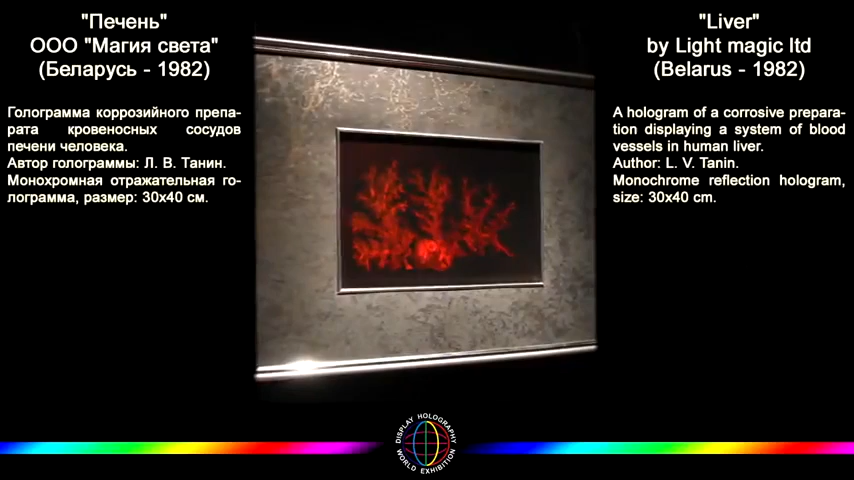 "Печень"
ООО "Магия света"
(Беларусь - 1982)
Голограмма коррозийного препа-
рата кровеносных сосудов
печени человека.
Автор голограммы: Л. В. Танин.
Монохромная отражательная го-
лограмма, размер: 30х40 см.
"Liver"
by Light magic ltd
(Belarus - 1982)
A hologram of a corrosive prepara-
tion displaying a system of blood
vessels in human liver.
Author: L. V. Tanin.
Monochrome reflection hologram,
size: 30x40 cm.
DISPLAY HOLOGRAPHY
WORLD EXHIBITION